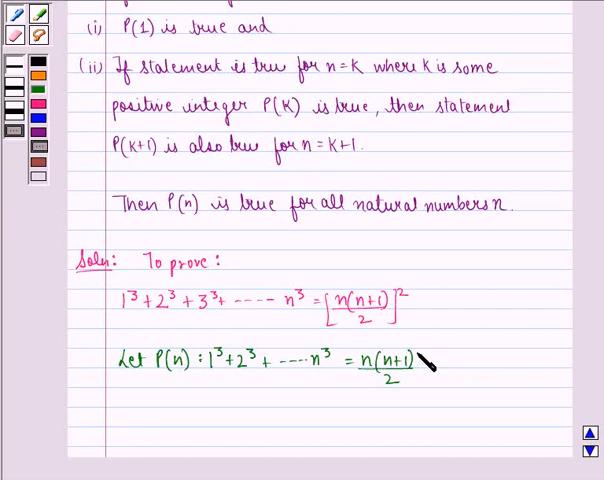 (i) P(1) is true and
(ii) If statement is true for n=k where k is some
positive integer P(k) is true, then statement
P(k+1) is also true for n=k+1.
Then P(n) is true for all natural numbers n.
Soln: To prove:
1³+2³+3³+-----n³=[n(n+1)/2]²
Let P(n):1³+2³+----n³ = n(n+1)/2